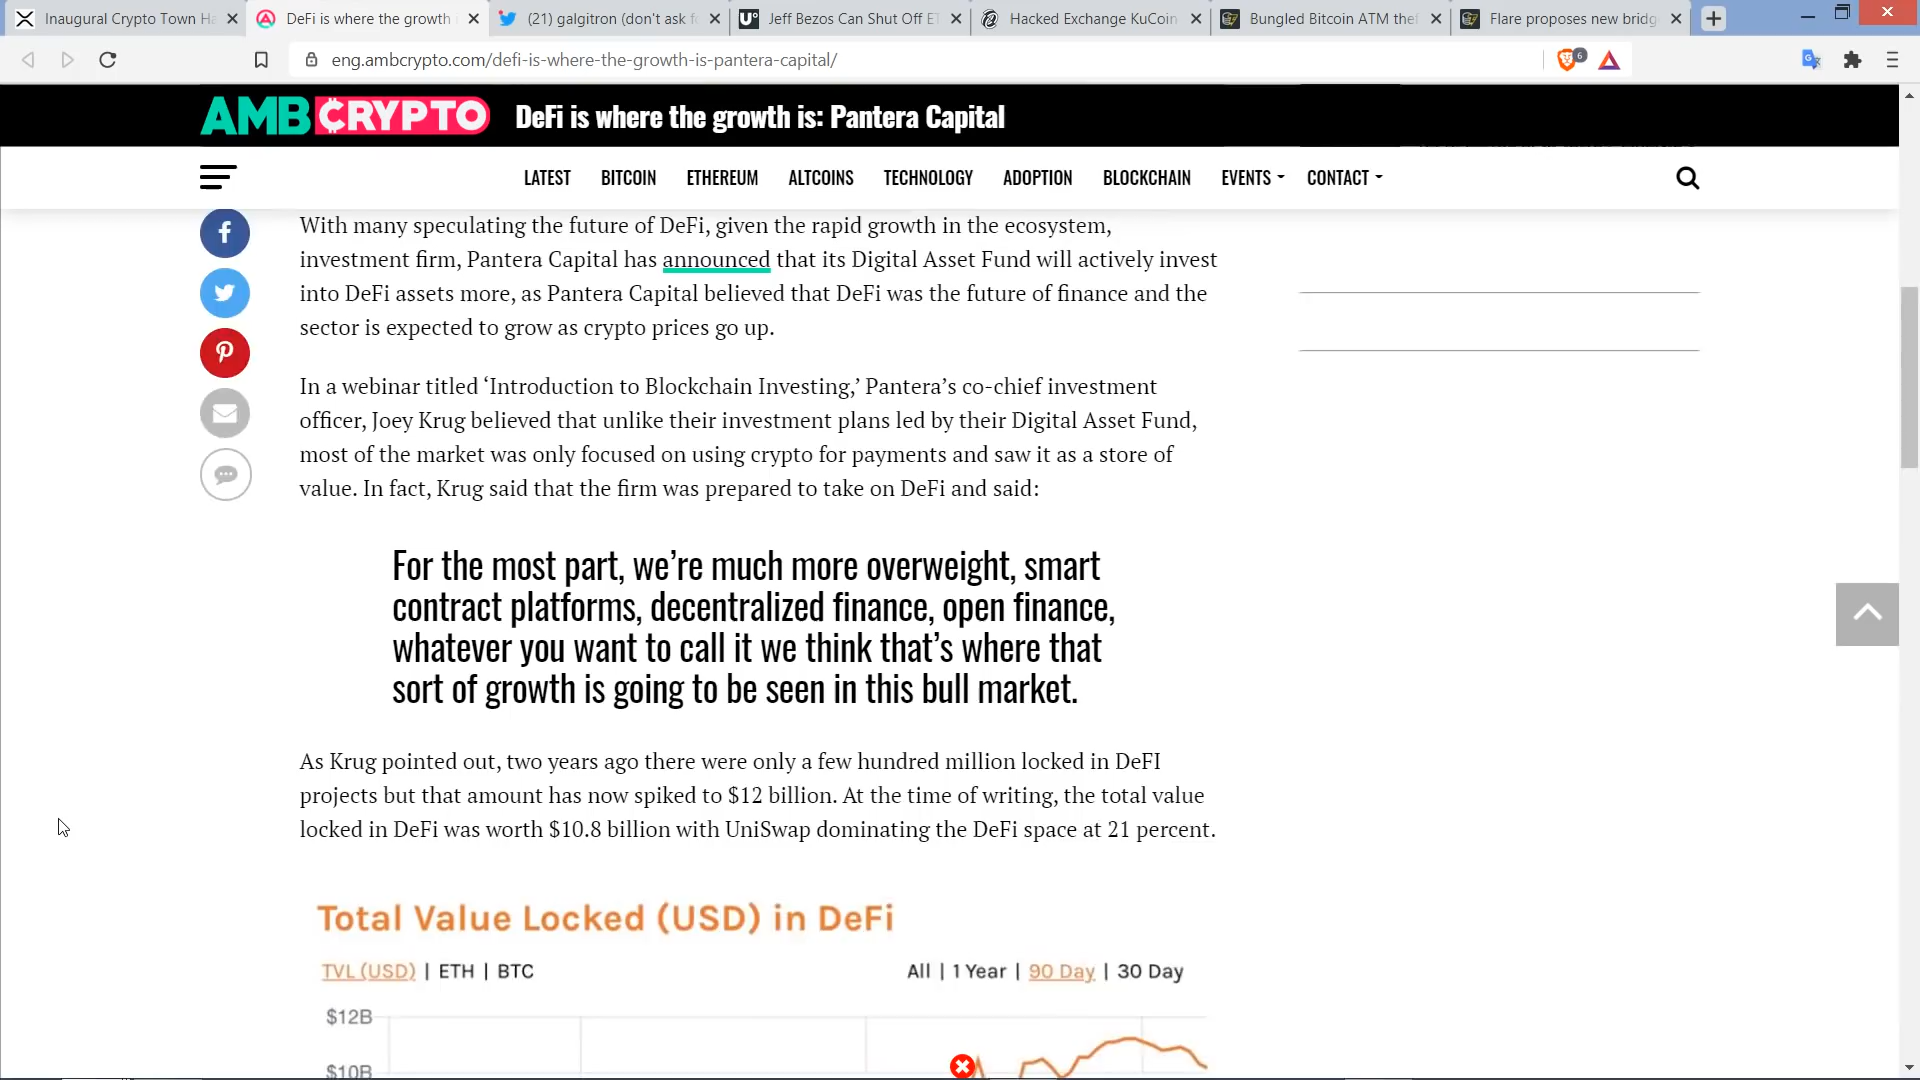 Inaugural Crypto Town Ha
DeFi is where the growth
(21) galgitron (don't ask f
Jeff Bezos Can Shut Off E
Hacked Exchange KuCoin
Bungled Bitcoin ATM thef
Flare proposes new bridg
eng.ambcrypto.com/defi-is-where-the-growth-is-pantera-capital/
6
AMBCRYPTO
DeFi is where the growth is: Pantera Capital
LATEST BITCOIN ETHEREUM ALTCOINS TECHNOLOGY ADOPTION BLOCKCHAIN EVENTS CONTACT
With many speculating the future of DeFi, given the rapid growth in the ecosystem,
investment firm, Pantera Capital has announced that its Digital Asset Fund will actively invest
into DeFi assets more, as Pantera Capital believed that DeFi was the future of finance and the
sector is expected to grow as crypto prices go up.
In a webinar titled ‘Introduction to Blockchain Investing,’ Pantera’s co-chief investment
officer, Joey Krug believed that unlike their investment plans led by their Digital Asset Fund,
most of the market was only focused on using crypto for payments and saw it as a store of
value. In fact, Krug said that the firm was prepared to take on DeFi and said:
For the most part, we’re much more overweight, smart
contract platforms, decentralized finance, open finance,
whatever you want to call it we think that’s where that
sort of growth is going to be seen in this bull market.
As Krug pointed out, two years ago there were only a few hundred million locked in DeFI
projects but that amount has now spiked to $12 billion. At the time of writing, the total value
locked in DeFi was worth $10.8 billion with UniSwap dominating the DeFi space at 21 percent.
Total Value Locked (USD) in DeFi
TVL (USD) | ETH | BTC
All | 1 Year | 90 Day | 30 Day
$12B
$10B